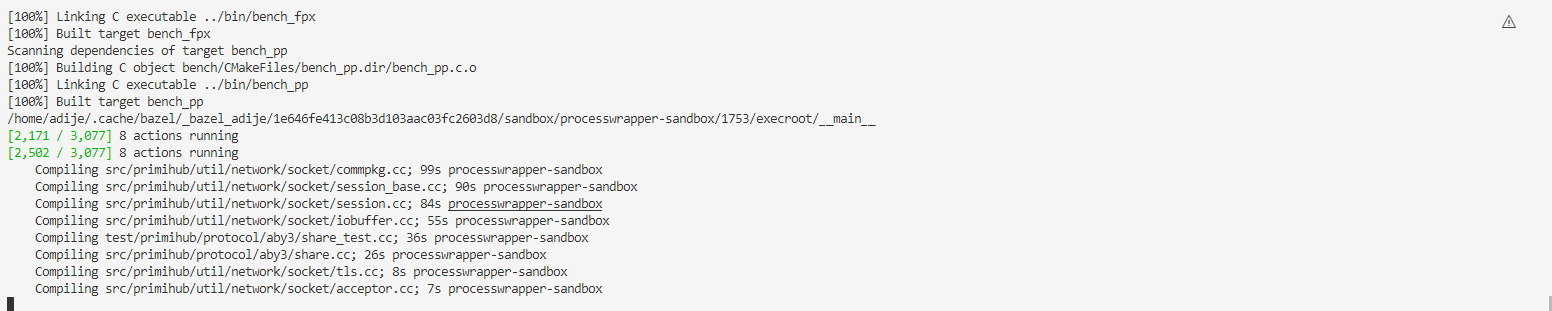 [100%] Linking C executable ../bin/bench_fpx
[100%] Built target bench_fpx
Scanning dependencies of target bench_pp
[100%] Building C object bench/CMakeFiles/bench_pp.dir/bench_pp.c.o
[100%] Linking C executable ../bin/bench_pp
[100%] Built target bench_pp
/home/adije/.cache/bazel/_bazel_adije/1e646fe413c08b3d103aac03fc2603d8/sandbox/processwrapper-sandbox/1753/execroot/__main__
[2,171 / 3,077] 8 actions running
[2,502 / 3,077] 8 actions running
    Compiling src/primihub/util/network/socket/commpkg.cc; 99s processwrapper-sandbox
    Compiling src/primihub/util/network/socket/session_base.cc; 90s processwrapper-sandbox
    Compiling src/primihub/util/network/socket/session.cc; 84s processwrapper-sandbox
    Compiling src/primihub/util/network/socket/iobuffer.cc; 55s processwrapper-sandbox
    Compiling test/primihub/protocol/aby3/share_test.cc; 36s processwrapper-sandbox
    Compiling src/primihub/protocol/aby3/share.cc; 26s processwrapper-sandbox
    Compiling src/primihub/util/network/socket/tls.cc; 8s processwrapper-sandbox
    Compiling src/primihub/util/network/socket/acceptor.cc; 7s processwrapper-sandbox